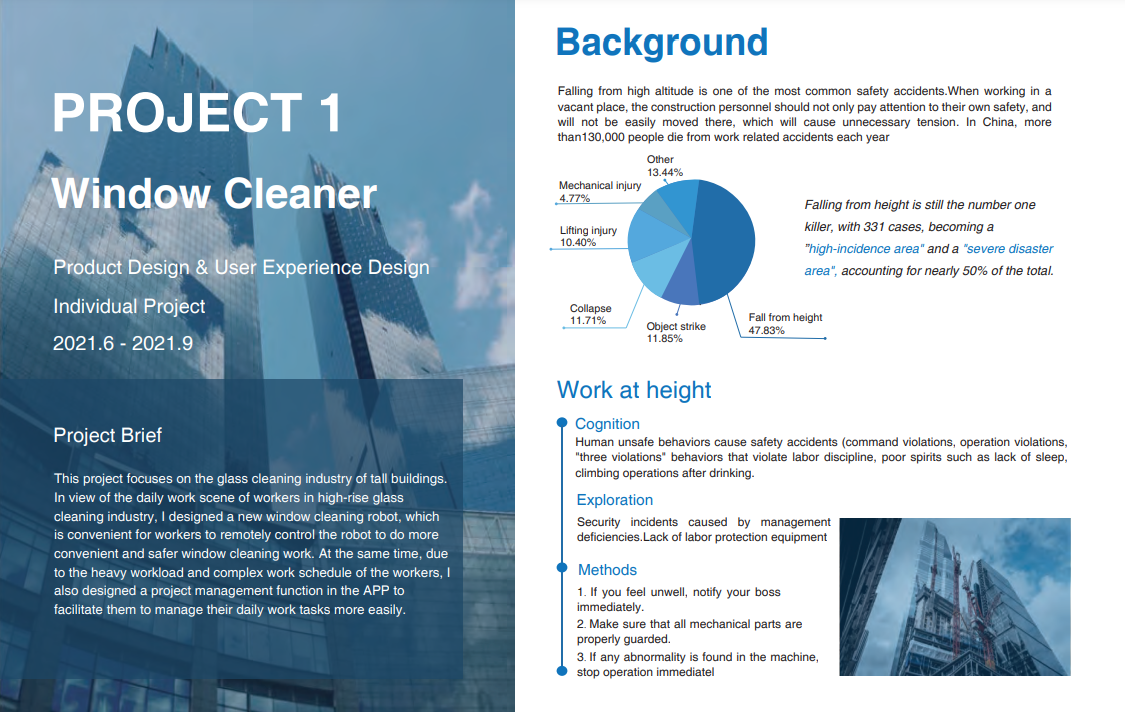 PROJECT 1
Window Cleaner
Product Design & User Experience Design
Individual Project
2021.6 - 2021.9
Project Brief
This project focuses on the glass cleaning industry of tall buildings.
In view of the daily work scene of workers in high-rise glass
cleaning industry, I designed a new window cleaning robot, which
is convenient for workers to remotely control the robot to do more
convenient and safer window cleaning work. At the same time, due
to the heavy workload and complex work schedule of the workers, I
also designed a project management function in the APP to
facilitate them to manage their daily work tasks more easily.
Background
Falling from high altitude is one of the most common safety accidents.When working in a
vacant place, the construction personnel should not only pay attention to their own safety, and
will not be easily moved there, which will cause unnecessary tension. In China, more
than130,000 people die from work related accidents each year
Other
13.44%
Mechanical injury
4.77%
Lifting injury
10.40%
Collapse
11.71%
Object strike
11.85%
Fall from height
47.83%
Falling from height is still the number one
killer, with 331 cases, becoming a
"high-incidence area" and a "severe disaster
area", accounting for nearly 50% of the total.
Work at height
Cognition
Human unsafe behaviors cause safety accidents (command violations, operation violations,
"three violations" behaviors that violate labor discipline, poor spirits such as lack of sleep,
climbing operations after drinking.
Exploration
Security incidents caused by management
deficiencies.Lack of labor protection equipment
Methods
1. If you feel unwell, notify your boss
immediately.
2. Make sure that all mechanical parts are
properly guarded.
3. If any abnormality is found in the machine,
stop operation immediatel